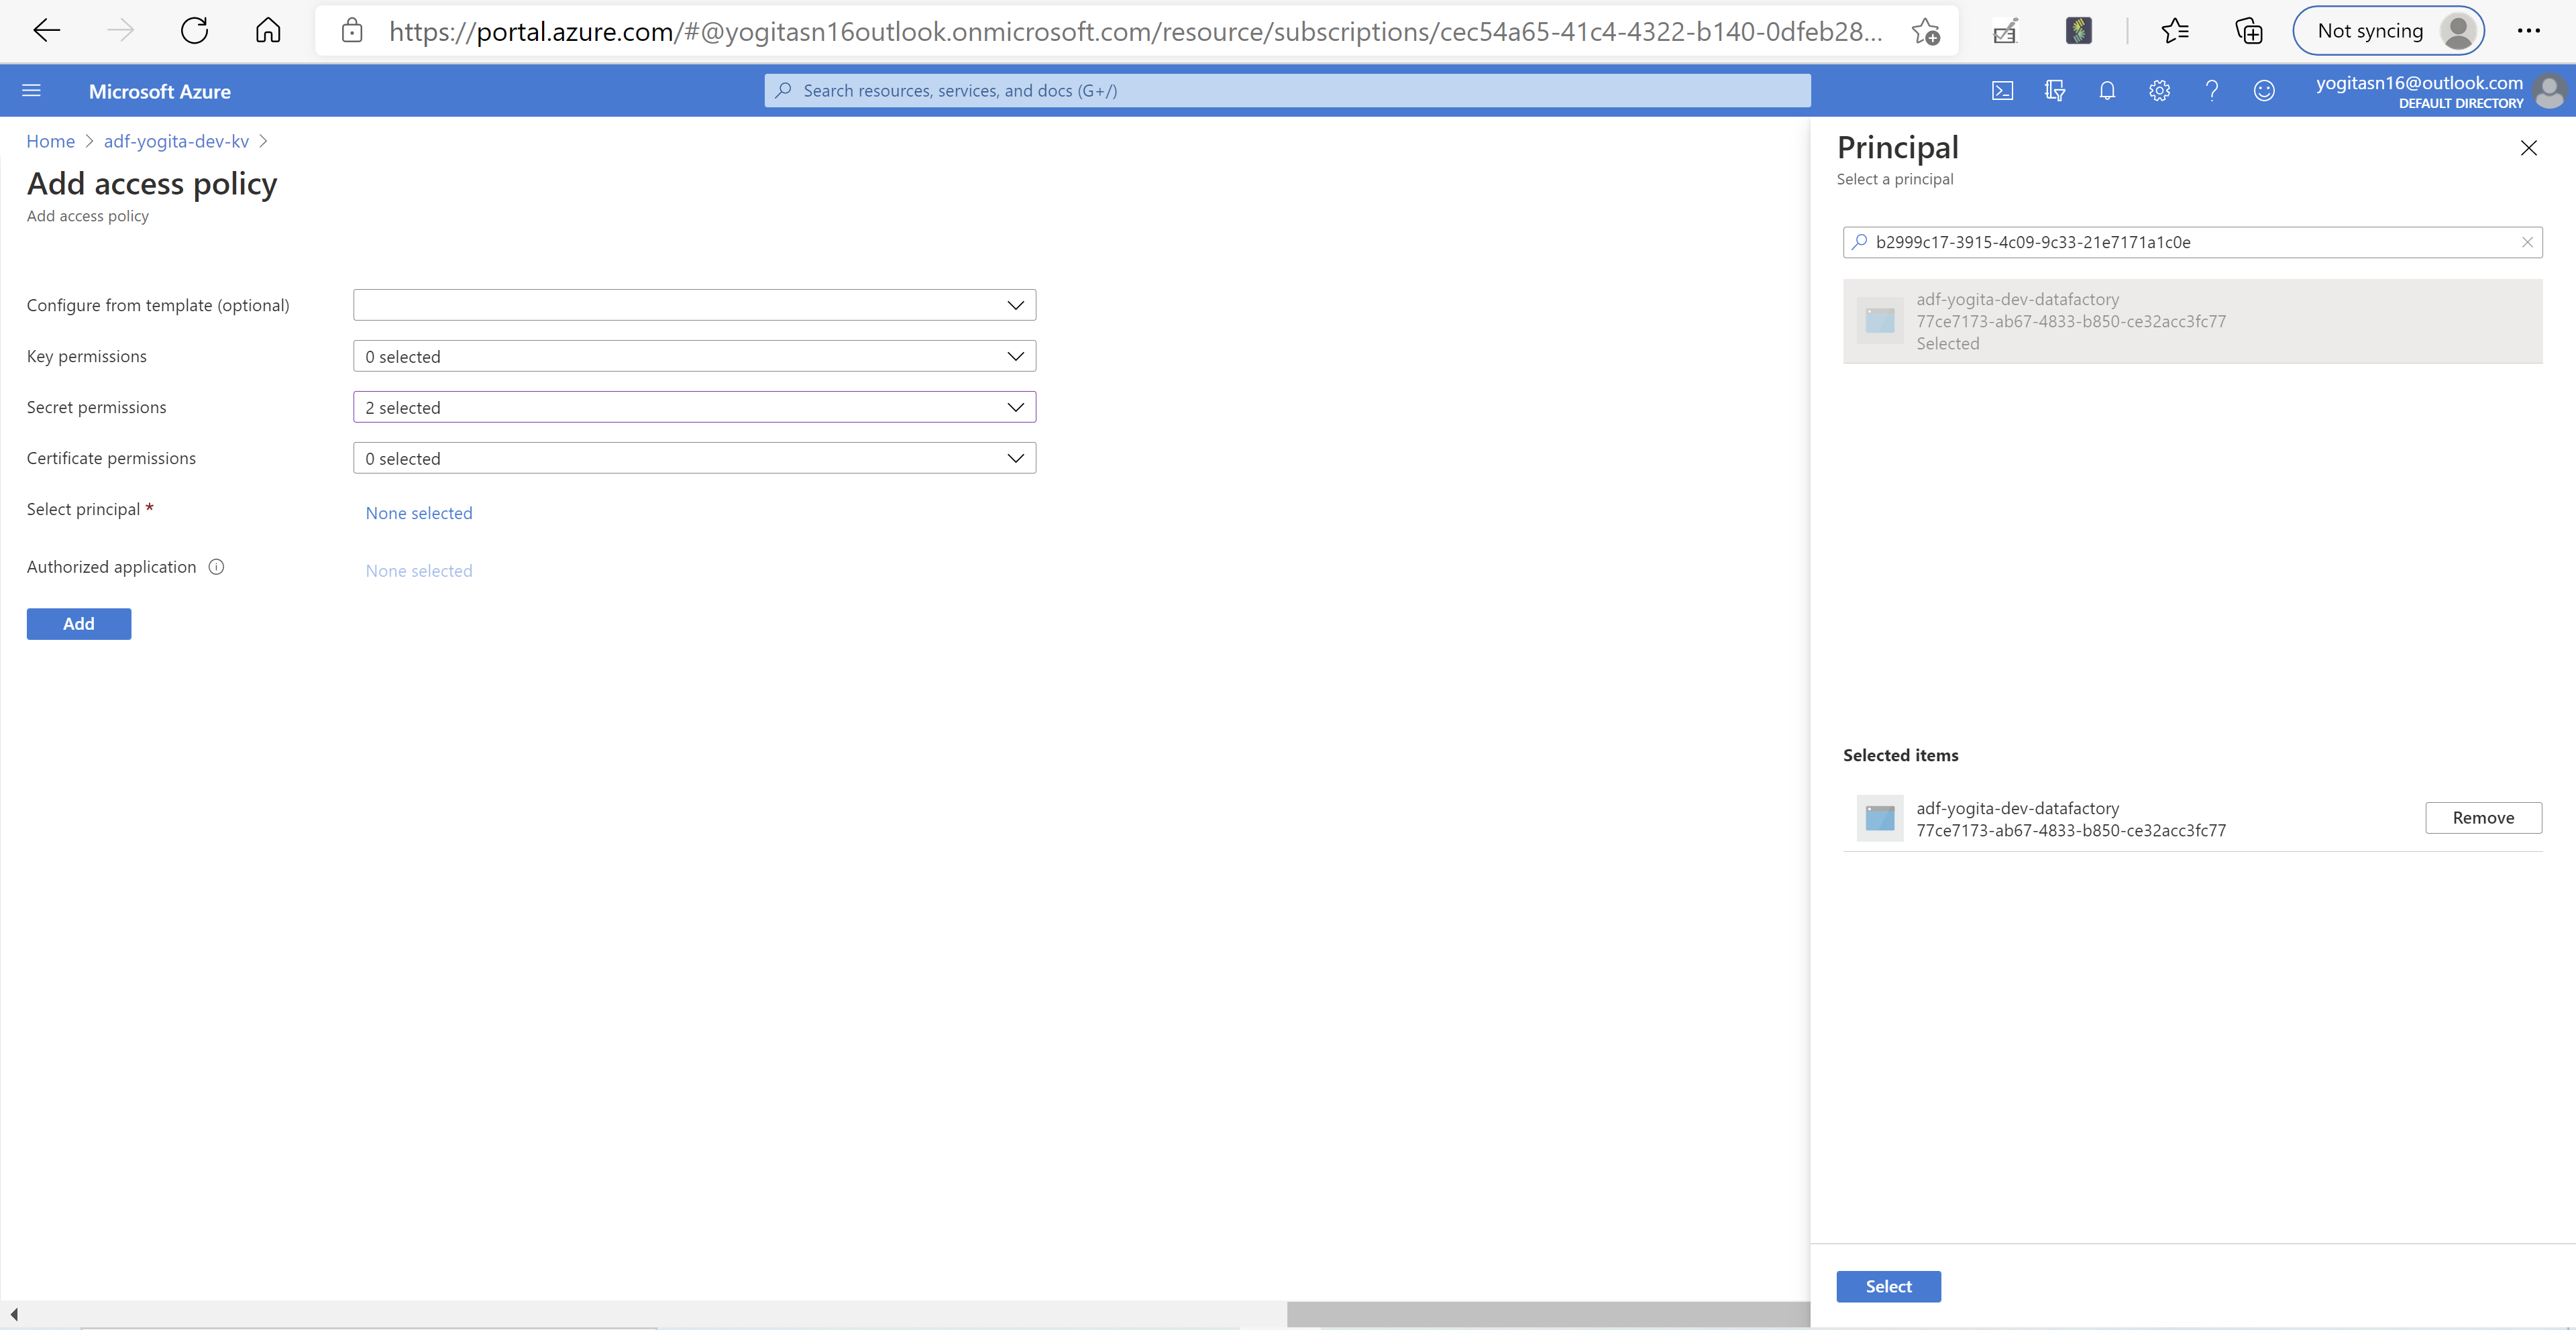 https://portal.azure.com/#@yogitasn16outlook.onmicrosoft.com/resource/subscriptions/cec54a65-41c4-4322-b140-0dfeb28...
Not syncing
Microsoft Azure
Search resources, services, and docs (G+/)
yogitasn16@outlook.com
DEFAULT DIRECTORY
Home > adf-yogita-dev-kv >
Add access policy
Add access policy
Configure from template (optional)
Key permissions
0 selected
Secret permissions
2 selected
Certificate permissions
0 selected
Select principal *
None selected
Authorized application
None selected
Add
Principal
Select a principal
b2999c17-3915-4c09-9c33-21e7171a1c0e
adf-yogita-dev-datafactory
77ce7173-ab67-4833-b850-ce32acc3fc77
Selected
Selected items
adf-yogita-dev-datafactory
77ce7173-ab67-4833-b850-ce32acc3fc77
Remove
Select